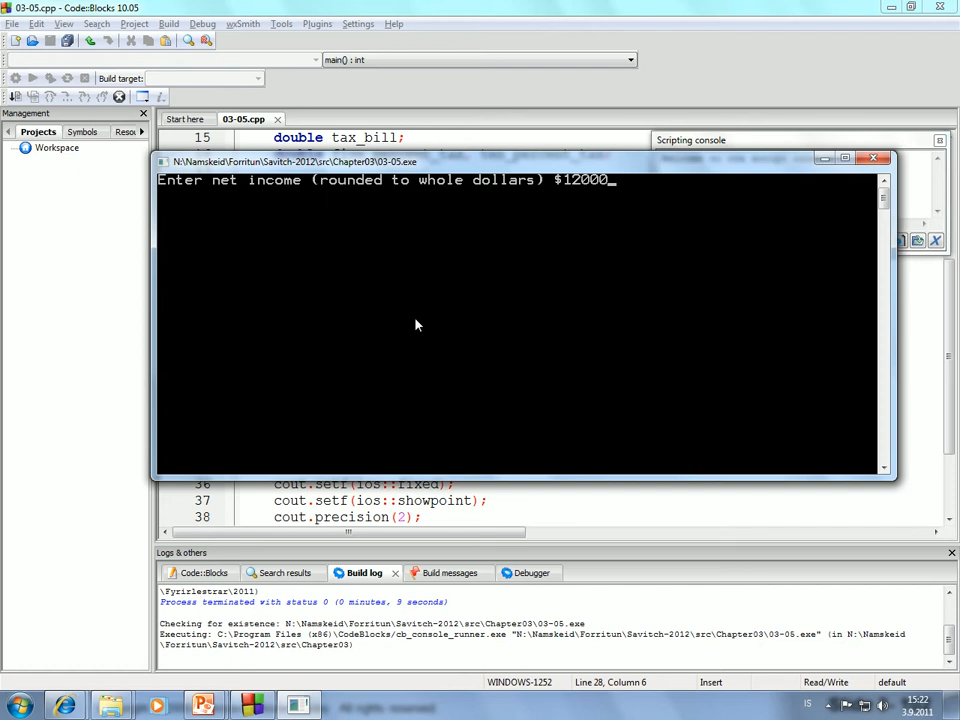 03-05.cpp - Code::Blocks 10.05
File Edit View Search Project Build Debug wxSmith Tools Plugins Settings Help
main() : int
Build target:
Management
Start here 03-05.cpp
Projects Symbols Resou
Workspace
15 double tax_bill;
Scripting console
N:\Namskeid\Forritun\Savitch-2012\src\Chapter03\03-05.exe
Enter net income (rounded to whole dollars) $12000_
36 cout.setf(ios::fixed);
37 cout.setf(ios::showpoint);
38 cout.precision(2);
Logs & others
Code::Blocks Search results Build log Build messages Debugger
\Fyrirlestrar\2011)
Process terminated with status 0 (0 minutes, 9 seconds)
Checking for existence: N:\Namskeid\Forritun\Savitch-2012\src\Chapter03\03-05.exe
Executing: C:\Program Files (x86)\CodeBlocks/cb_console_runner.exe "N:\Namskeid\Forritun\Savitch-2012\src\Chapter03\03-05.exe" (in N:\Namskeid
\Forritun\Savitch-2012\src\Chapter03)
WINDOWS-1252 Line 28, Column 6 Insert Read/Write default
IS 15:22
3.9.2011